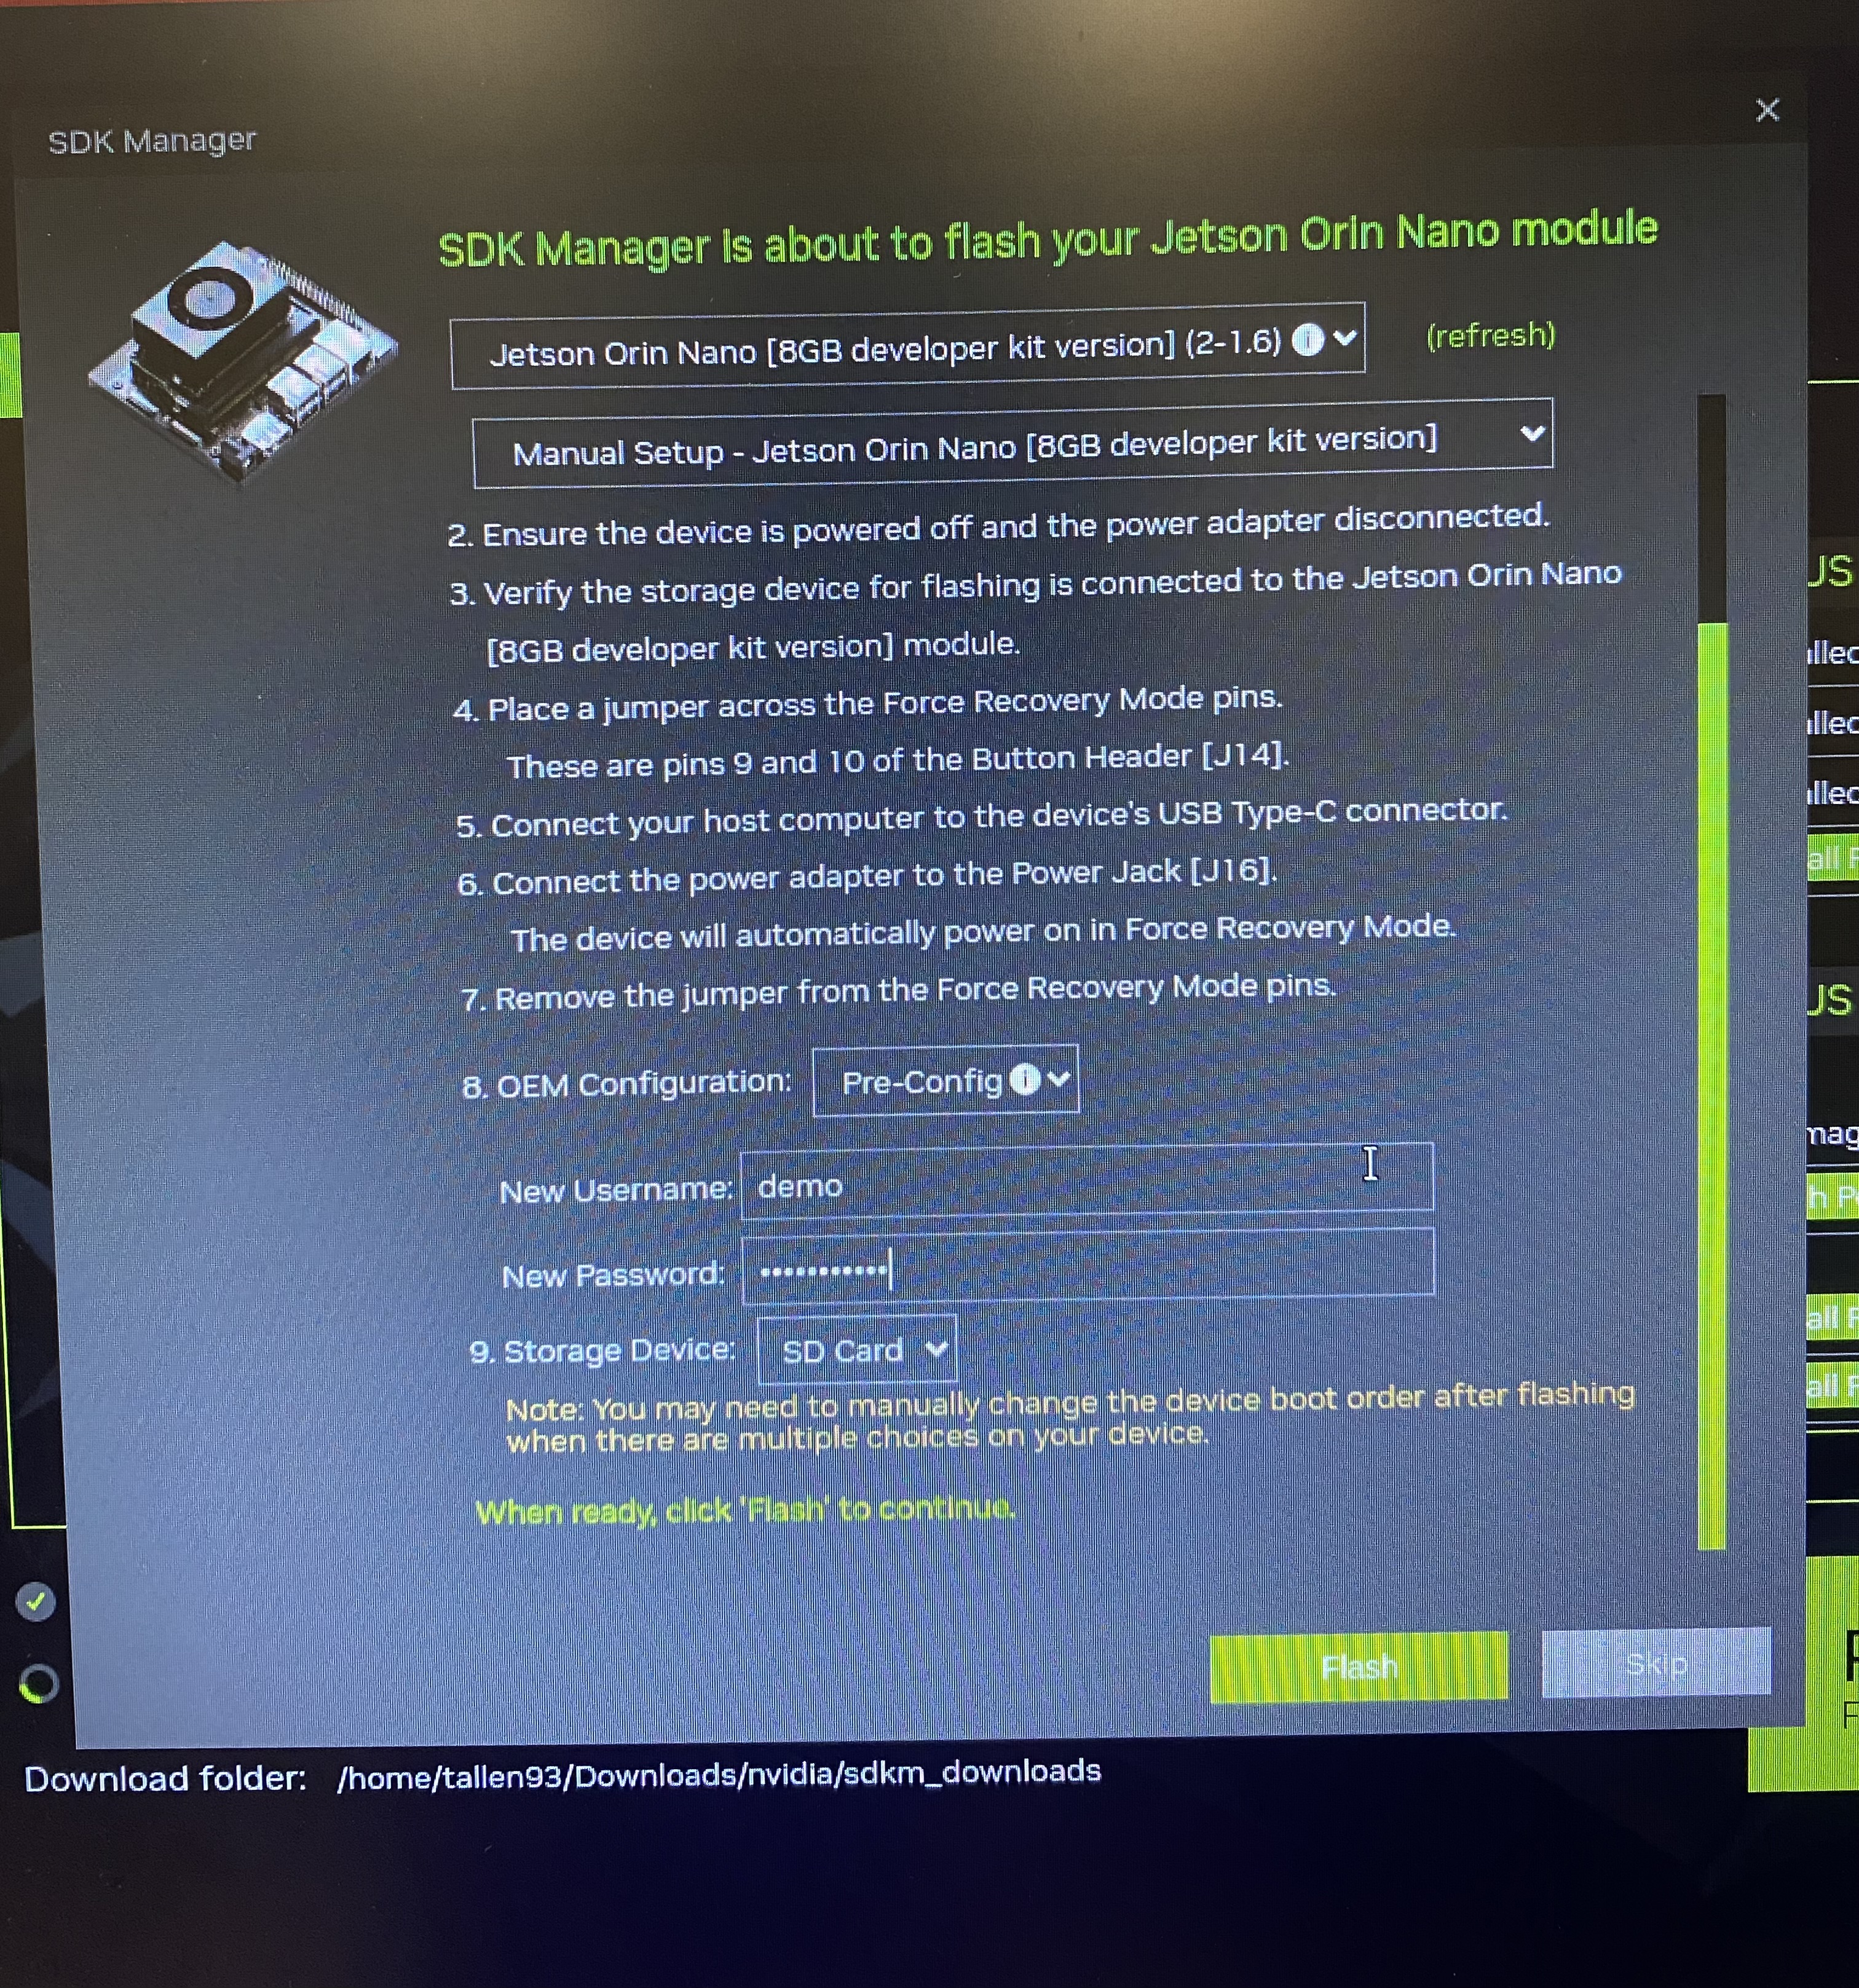 SDK Manager
SDK Manager is about to flash your Jetson Orin Nano module
Jetson Orin Nano [8GB developer kit version] (2-1.6)
(refresh)
Manual Setup - Jetson Orin Nano [8GB developer kit version]
2. Ensure the device is powered off and the power adapter disconnected.
3. Verify the storage device for flashing is connected to the Jetson Orin Nano
[8GB developer kit version] module.
4. Place a jumper across the Force Recovery Mode pins.
These are pins 9 and 10 of the Button Header [J14].
5. Connect your host computer to the device's USB Type-C connector.
6. Connect the power adapter to the Power Jack [J16].
The device will automatically power on in Force Recovery Mode.
7. Remove the jumper from the Force Recovery Mode pins.
8. OEM Configuration: Pre-Config
New Username: demo
New Password: •••••••••••
9. Storage Device: SD Card
Note: You may need to manually change the device boot order after flashing
when there are multiple choices on your device.
When ready, click 'Flash' to continue.
Flash
Skip
Download folder: /home/tallen93/Downloads/nvidia/sdkm_downloads